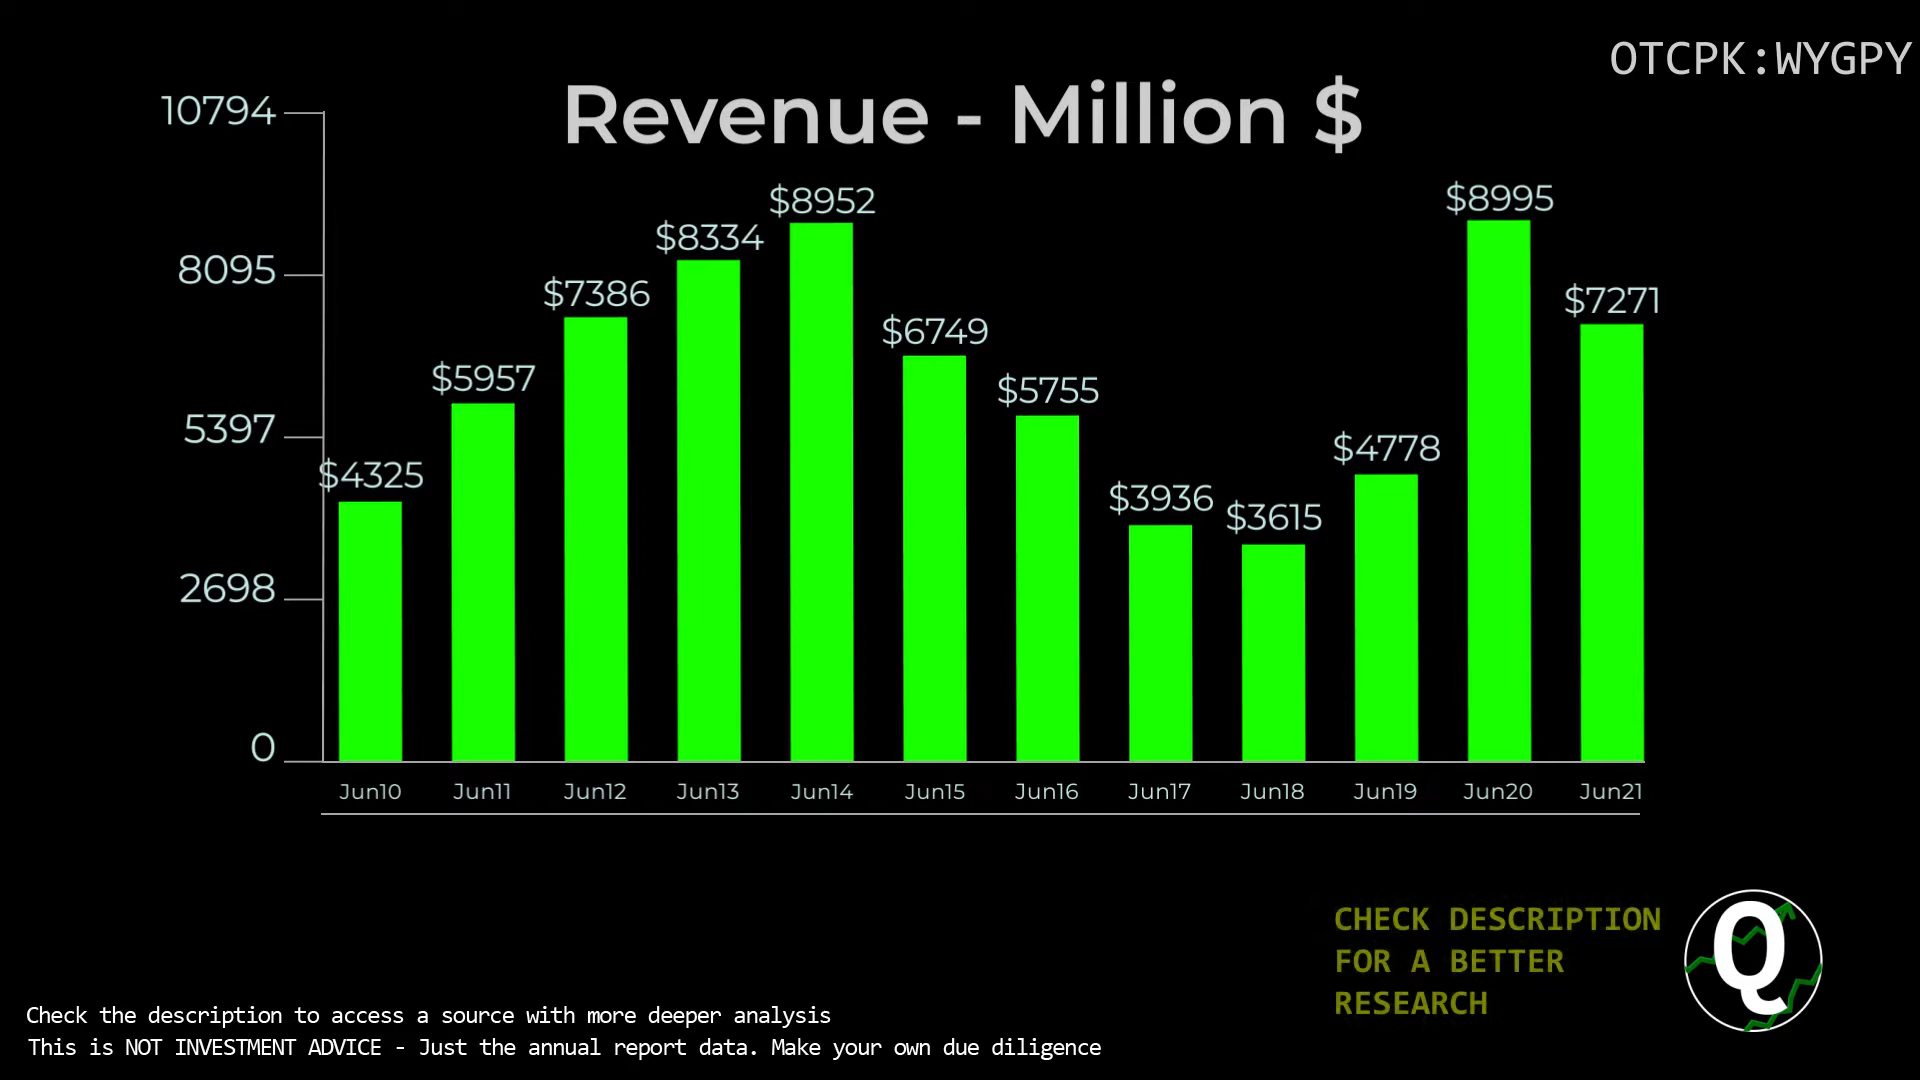 OTCPK:WYGPY
Revenue - Million $
10794
8095
5397
2698
0
$4325
$5957
$7386
$8334
$8952
$6749
$5755
$3936
$3615
$4778
$8995
$7271
Jun10
Jun11
Jun12
Jun13
Jun14
Jun15
Jun16
Jun17
Jun18
Jun19
Jun20
Jun21
CHECK DESCRIPTION
FOR A BETTER
RESEARCH
Q
Check the description to access a source with more deeper analysis
This is NOT INVESTMENT ADVICE - Just the annual report data. Make your own due diligence